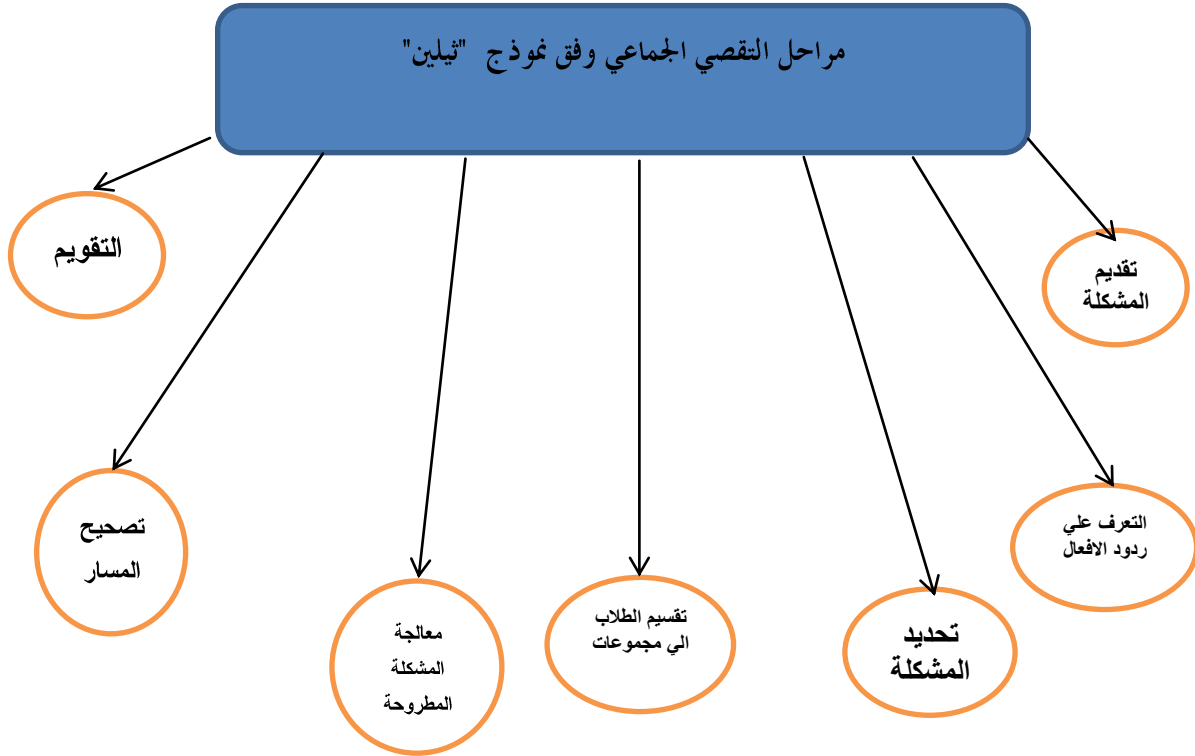 مراحل التقصي الجماعي وفق نموذج "ثيلين"
تقديم
المشكلة
التعرف علي
ردود الافعال
تحديد
المشكلة
تقسيم الطلاب
الي مجموعات
معالجة
المشكلة
المطروحة
تصحيح
المسار
التقويم